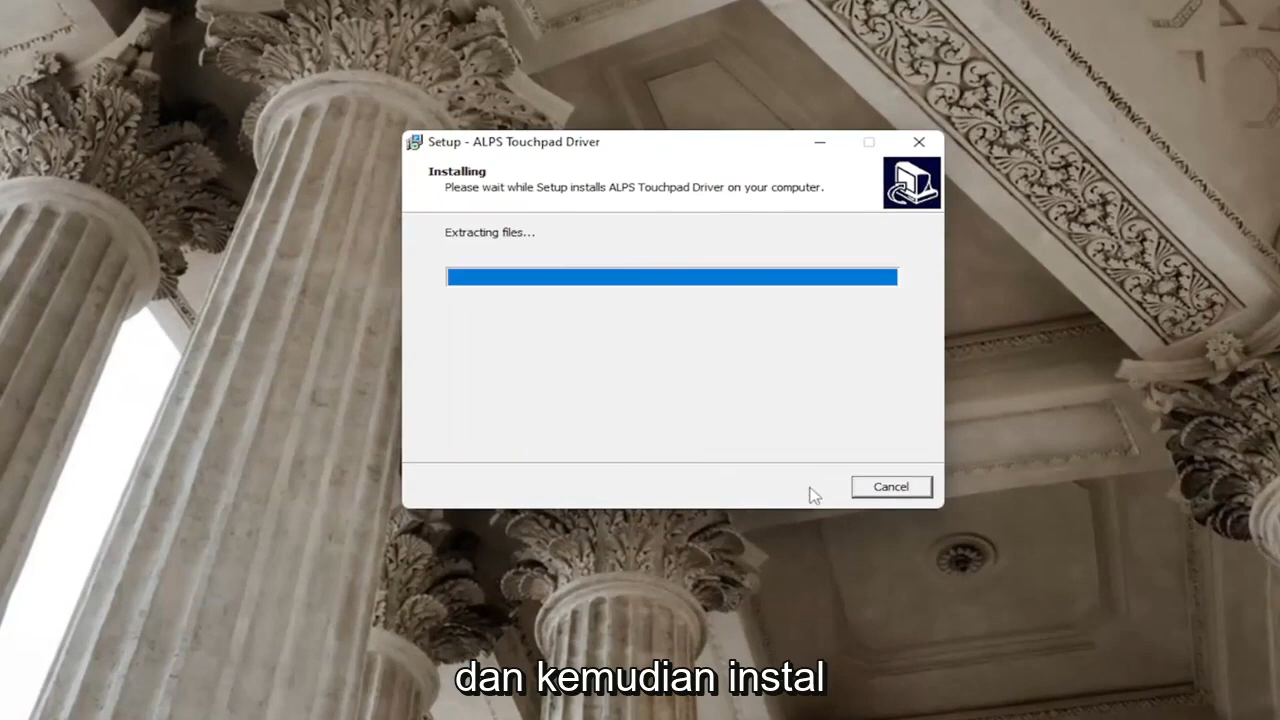 Setup - ALPS Touchpad Driver
Installing
Please wait while Setup installs ALPS Touchpad Driver on your computer.
Extracting files...
Cancel
dan kemudian instal